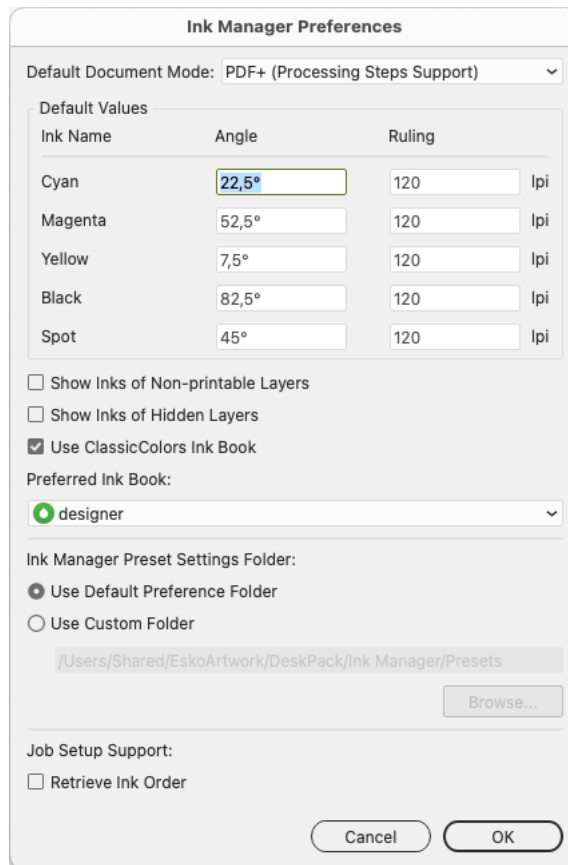 Ink Manager Preferences
Default Document Mode: PDF+ (Processing Steps Support)
Default Values
Ink Name Angle Ruling
Cyan 22,5° 120 lpi
Magenta 52,5° 120 lpi
Yellow 7,5° 120 lpi
Black 82,5° 120 lpi
Spot 45° 120 lpi
Show Inks of Non-printable Layers
Show Inks of Hidden Layers
Use ClassicColors Ink Book
Preferred Ink Book:
designer
Ink Manager Preset Settings Folder:
Use Default Preference Folder
Use Custom Folder
/Users/Shared/EskoArtwork/DeskPack/Ink Manager/Presets
Browse...
Job Setup Support:
Retrieve Ink Order
Cancel OK